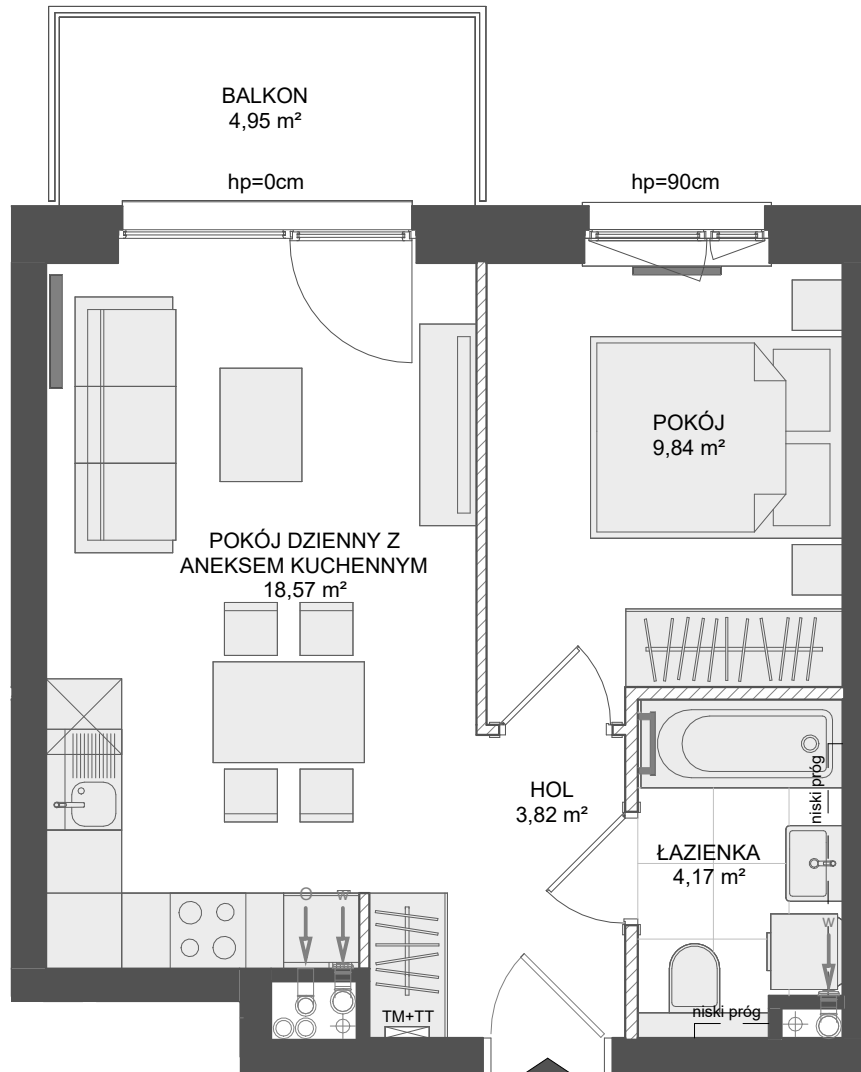 BALKON
4,95 m²
hp=0cm
hp=90cm
POKÓJ
9,84 m²
POKÓJ DZIENNY Z
ANEKSEM KUCHENNYM
18,57 m²
HOL
3,82 m²
niski próg
ŁAZIENKA
4,17 m²
O
W
W
TM+TT
niski próg